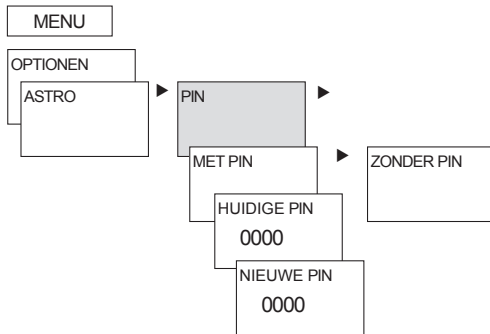 MENU
OPTIONEN
ASTRO
PIN
MET PIN
ZONDER PIN
HUIDIGE PIN
0000
NIEUWE PIN
0000